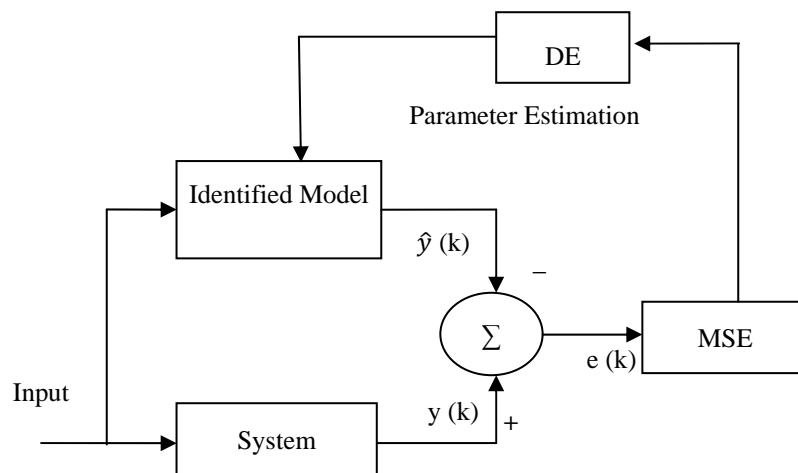 DE
Parameter Estimation
Identified Model
ŷ (k)
−
∑
MSE
e (k)
Input
y (k)
+
System